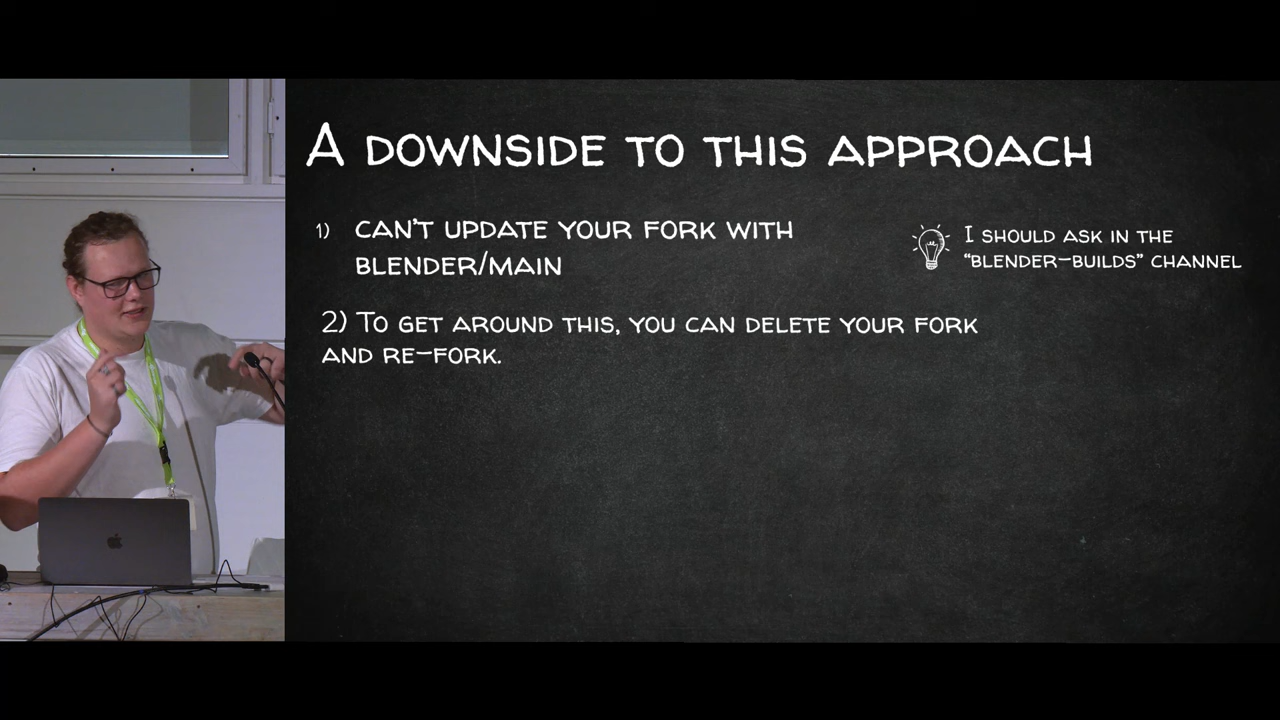 A downside to this approach
1) can't update your fork with
blender/main
I should ask in the
"blender-builds" channel
2) To get around this, you can delete your fork
and re-fork.